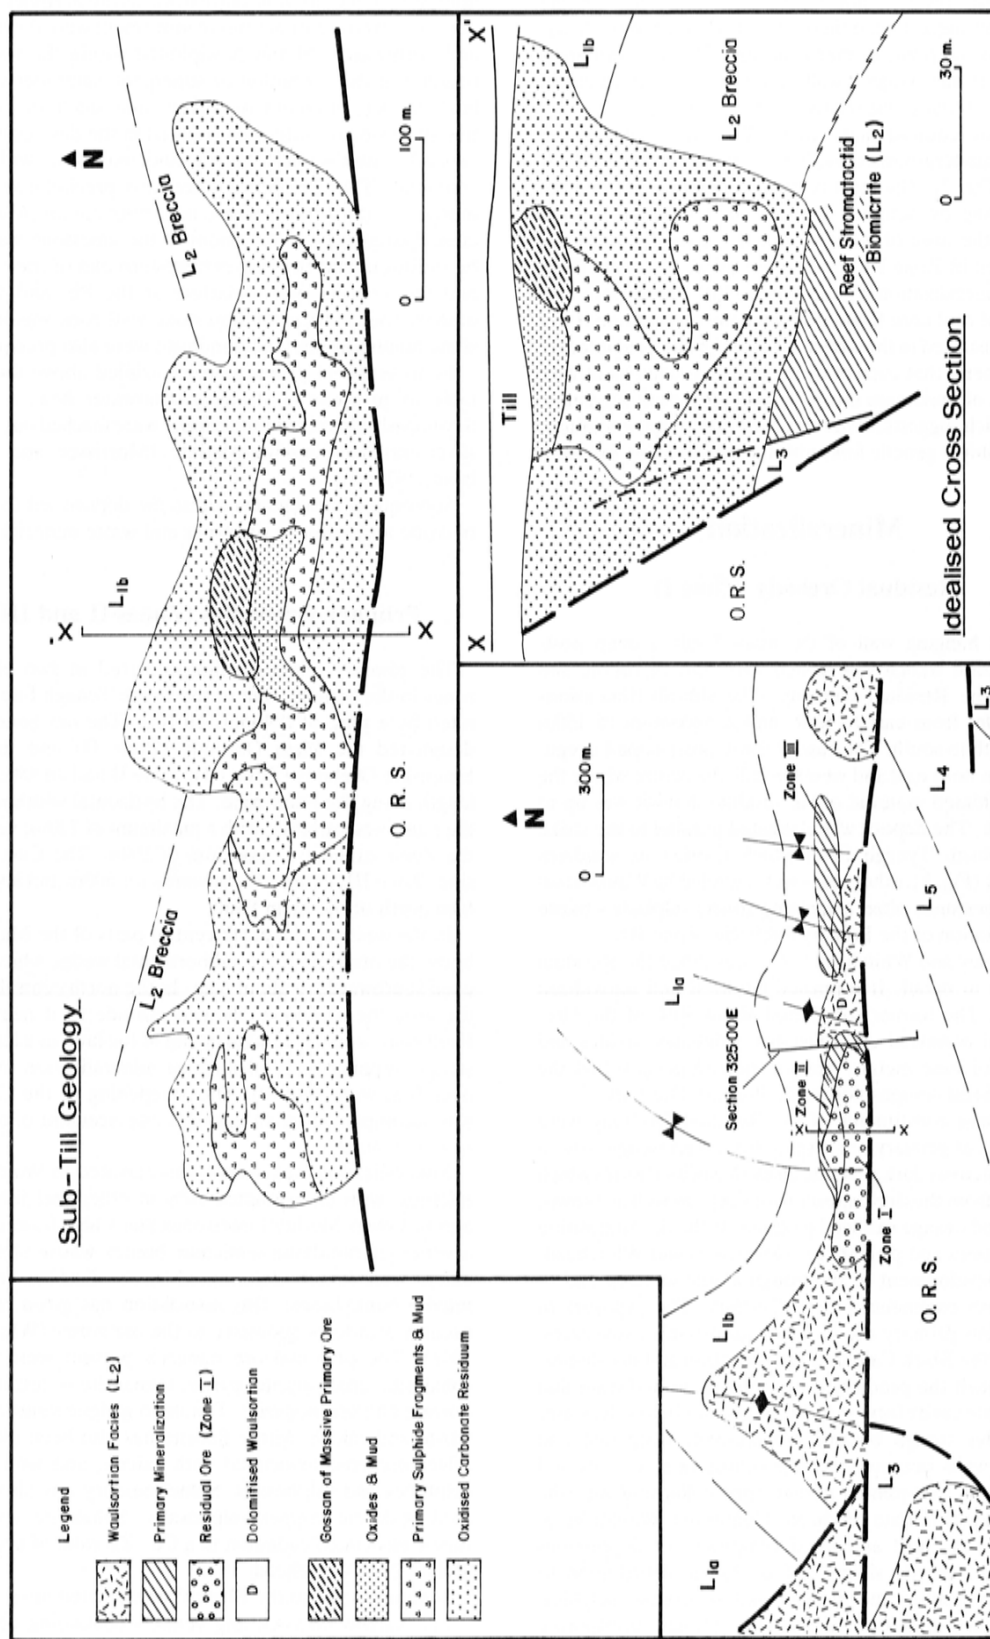 Sub-Till Geology
N
L2 Breccia
L1b
L2 Breccia
X
X
O. R. S.
0 100 m.
Legend
Waulsortian Facies (L2)
Primary Mineralization
Residual Ore (Zone I)
D Dolomitised Waulsortian
Gossan of Massive Primary Ore
Oxides & Mud
Primary Sulphide Fragments & Mud
Oxidised Carbonate Residuum
N
0 300 m.
L1a
L1b
L1a
Section 325·00E
Zone II
Zone III
D
X
X
Zone I
O. R. S.
L3
L5
L4
L3
X X'
Till
L1b
L2 Breccia
L3
O. R. S.
Reef Stromatactid
Biomicrite (L2)
0 30 m.
Idealised Cross Section